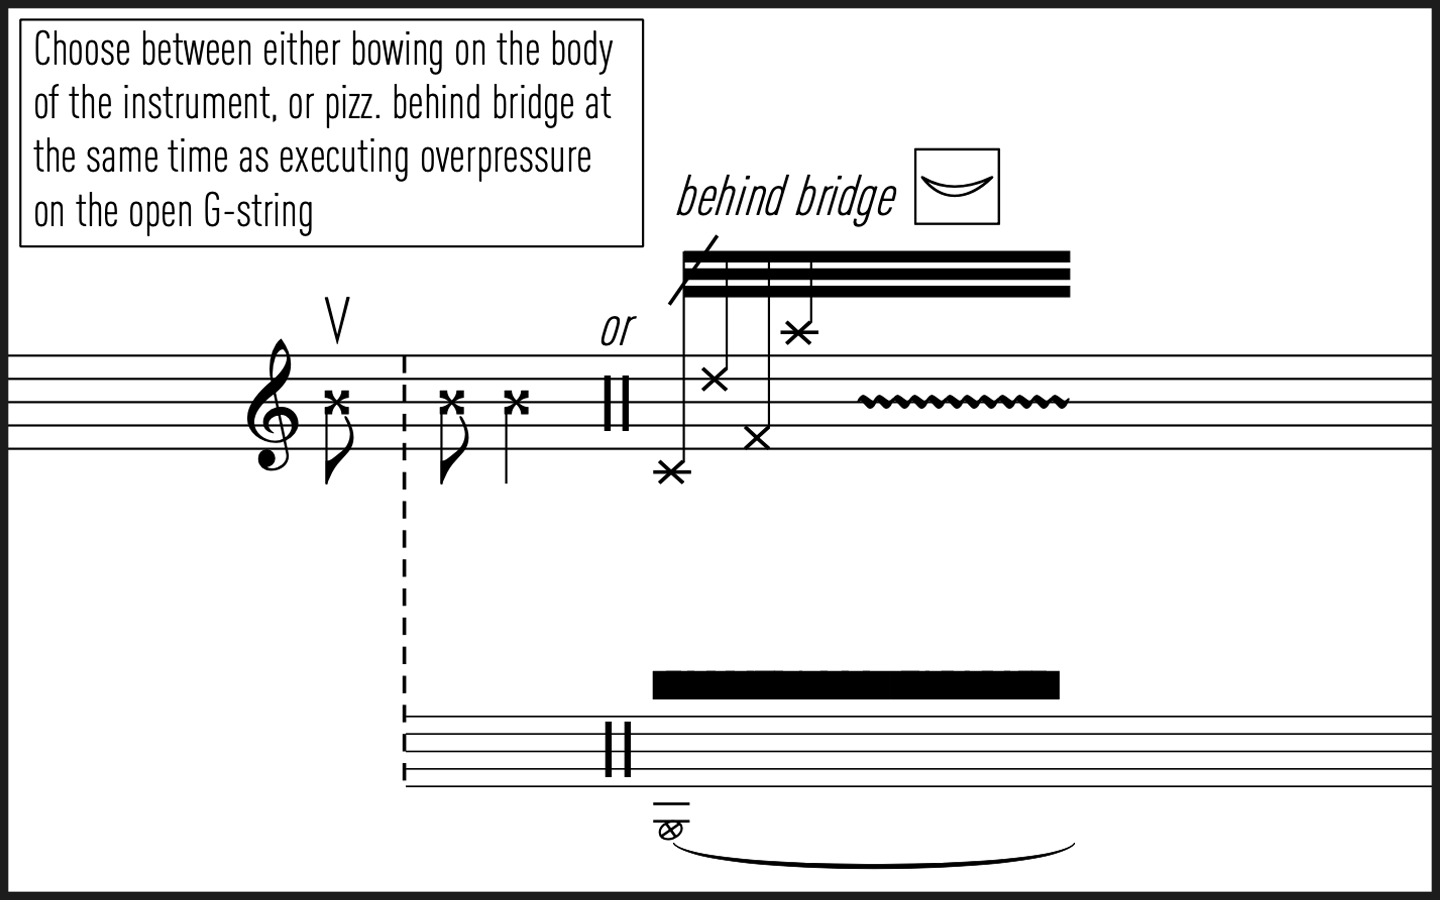 Choose between either bowing on the body
of the instrument, or pizz. behind bridge at
the same time as executing overpressure
on the open G-string
behind bridge
or